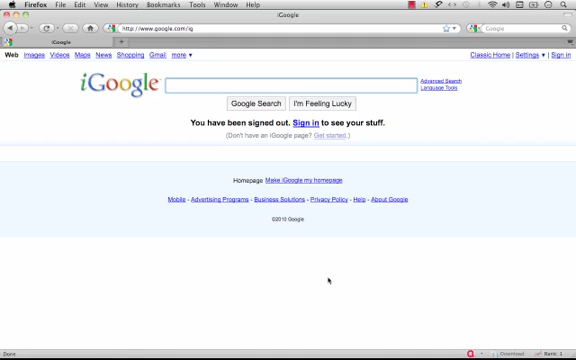 Firefox File Edit View History Bookmarks Tools Window Help
iGoogle
http://www.google.com/ig
Google
iGoogle
Web Images Videos Maps News Shopping Gmail more ▼
Classic Home | Settings ▼ | Sign in
iGoogle
Advanced Search
Language Tools
Google Search I'm Feeling Lucky
You have been signed out. Sign in to see your stuff.
(Don't have an iGoogle page? Get started.)
Homepage Make iGoogle my homepage
Mobile - Advertising Programs - Business Solutions - Privacy Policy - Help - About Google
©2010 Google
Done
Download
Rank: 1